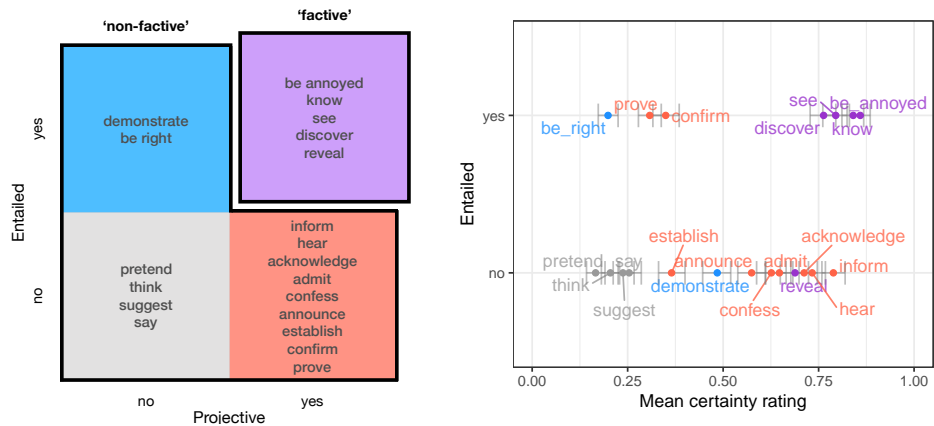 'non-factive'
'factive'
Entailed
yes
no
demonstrate
be right
be annoyed
know
see
discover
reveal
pretend
think
suggest
say
inform
hear
acknowledge
admit
confess
announce
establish
confirm
prove
no
yes
Projective
Entailed
yes
no
see be_annoyed
prove
be_right
confirm
discover
know
establish
acknowledge
pretend say
announce admit
inform
think
demonstrate
reveal
suggest
confess
hear
0.00 0.25 0.50 0.75 1.00
Mean certainty rating